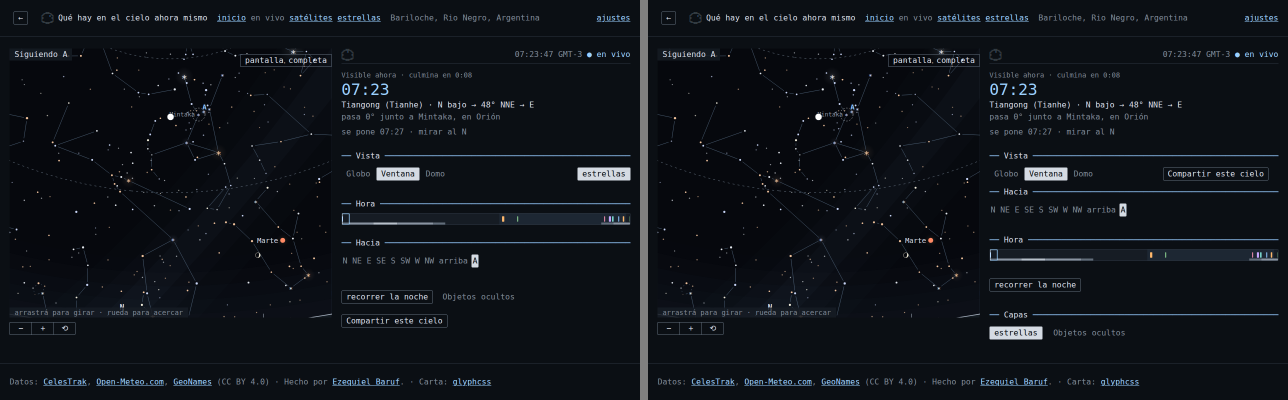 ← Qué hay en el cielo ahora mismo inicio en vivo satélites estrellas Bariloche, Río Negro, Argentina ajustes
Siguiendo A
pantalla completa
07:23:47 GMT-3 ● en vivo
Visible ahora · culmina en 0:08
07:23
Tiangong (Tianhe) · N bajo → 48° NNE → E
pasa 0° junto a Mintaka, en Orión
se pone 07:27 · mirar al N
A
Mintaka
Vista
Globo Ventana Domo estrellas
Hora
Hacia
N NE E SE S SW W NW arriba A
Marte
recorrer la noche Objetos ocultos
Compartir este cielo
N
arrastrá para girar · rueda para acercar
− + ⟲
Datos: CelesTrak, Open-Meteo.com, GeoNames (CC BY 4.0) · Hecho por Ezequiel Baruf. · Carta: glyphcss
← Qué hay en el cielo ahora mismo inicio en vivo satélites estrellas Bariloche, Río Negro, Argentina ajustes
Siguiendo A
pantalla completa
07:23:47 GMT-3 ● en vivo
Visible ahora · culmina en 0:08
07:23
Tiangong (Tianhe) · N bajo → 48° NNE → E
pasa 0° junto a Mintaka, en Orión
se pone 07:27 · mirar al N
A
Mintaka
Vista
Globo Ventana Domo Compartir este cielo
Hacia
N NE E SE S SW W NW arriba A
Hora
Marte
recorrer la noche
Capas
N
arrastrá para girar · rueda para acercar
estrellas Objetos ocultos
− + ⟲
Datos: CelesTrak, Open-Meteo.com, GeoNames (CC BY 4.0) · Hecho por Ezequiel Baruf. · Carta: glyphcss